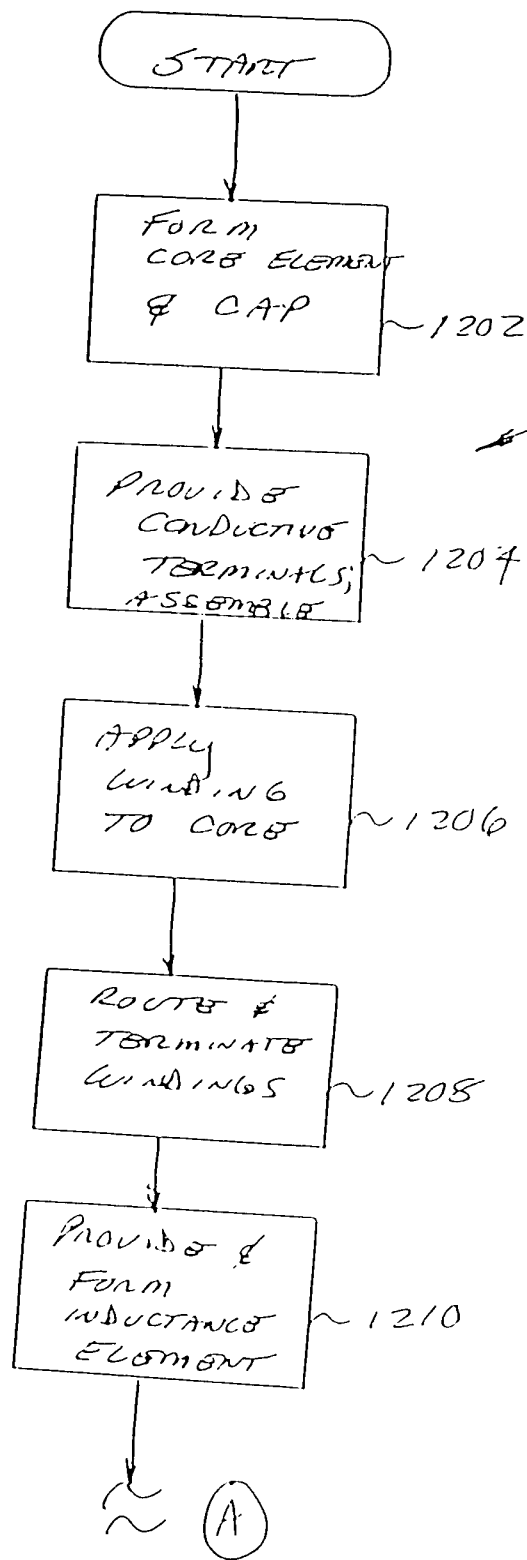 START
FORM
CORE ELEMENT
& CAP
~1202
PROVIDE
CONDUCTIVE
TERMINALS;
ASSEMBLE
~1204
APPLY
WINDING
TO CORE
~1206
ROUTE &
TERMINATE
WINDINGS
~1208
PROVIDE &
FORM
INDUCTANCE
ELEMENT
~1210
A